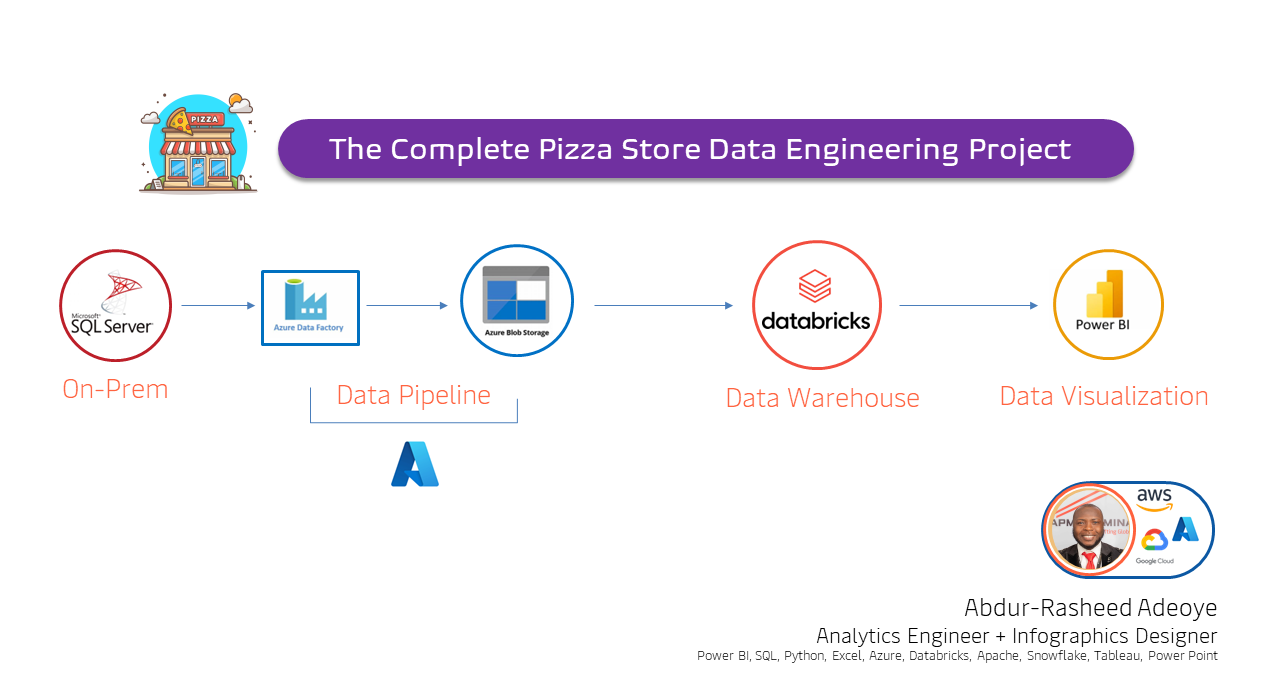 PIZZA
The Complete Pizza Store Data Engineering Project
Microsoft®
SQL Server®
Azure Data Factory
Azure Blob Storage
databricks
Power BI
On-Prem
Data Pipeline
Data Warehouse
Data Visualization
aws
APM MINA
Google Cloud
Abdur-Rasheed Adeoye
Analytics Engineer + Infographics Designer
Power BI, SQL, Python, Excel, Azure, Databricks, Apache, Snowflake, Tableau, Power Point